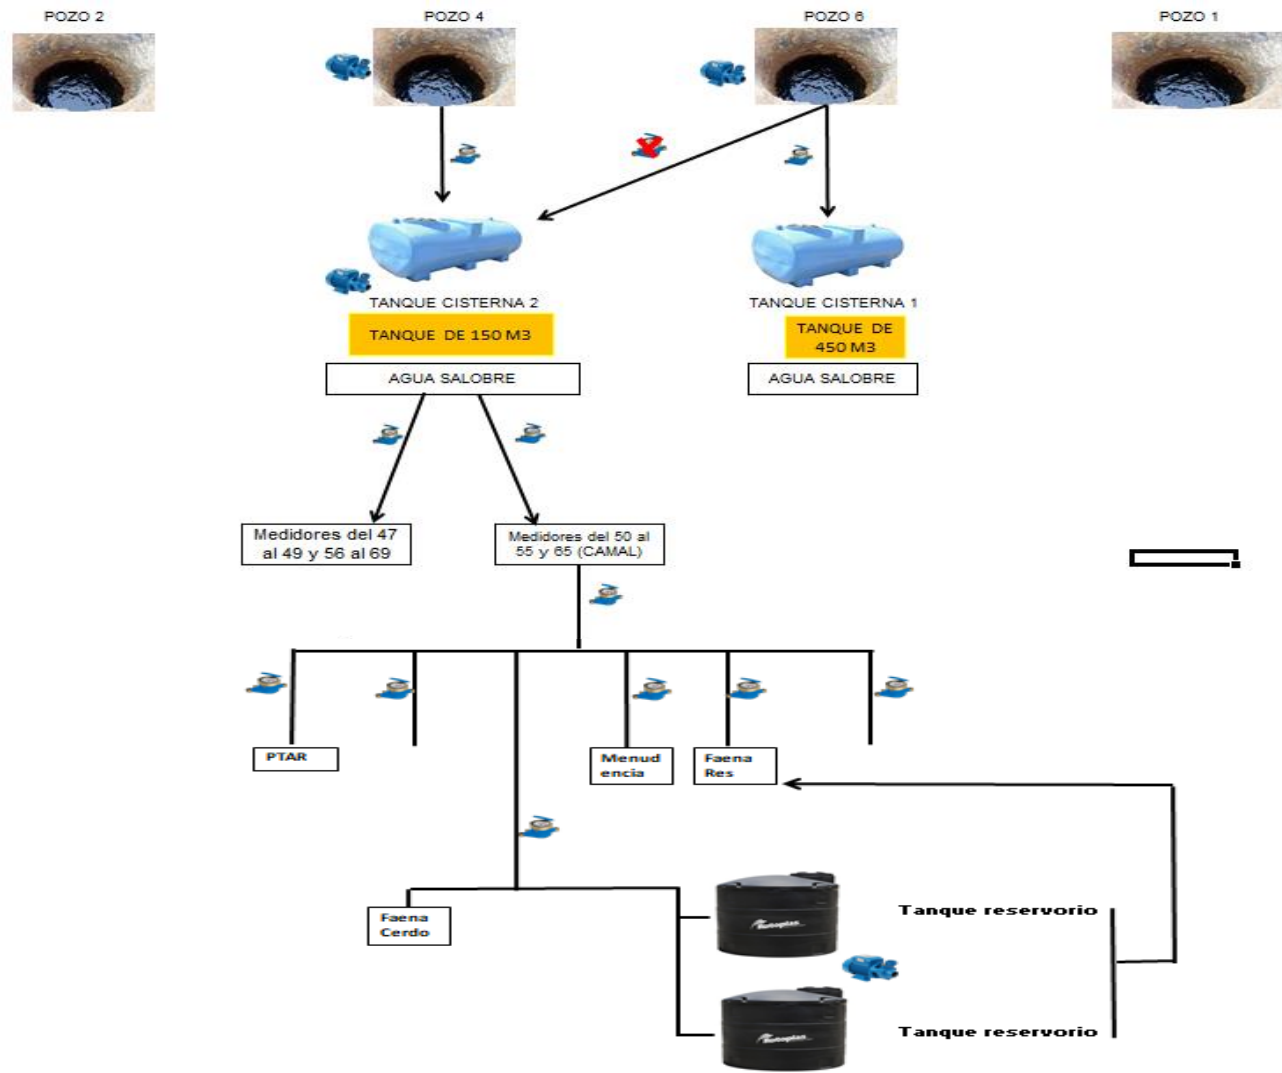 POZO 2
POZO 4
POZO 6
POZO 1
TANQUE CISTERNA 2
TANQUE CISTERNA 1
TANQUE DE 150 M3
TANQUE DE
450 M3
AGUA SALOBRE
AGUA SALOBRE
Medidores del 47
al 49 y 56 al 69
Medidores del 50 al
55 y 65 (CAMAL)
PTAR
Menud
encia
Faena
Res
Faena
Cerdo
Rotoplas
Tanque reservorio
Rotoplas
Tanque reservorio